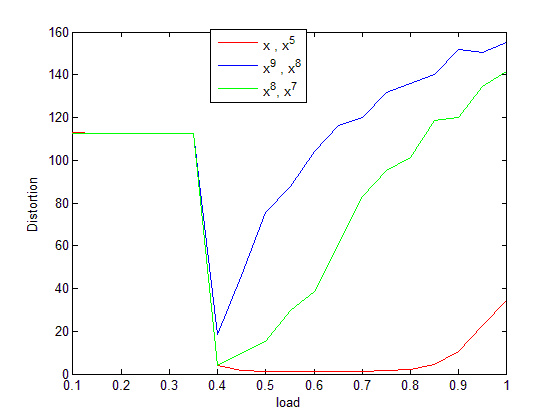 x , x⁵
x⁹ , x⁸
x⁸, x⁷
160
140
120
100
80
60
40
20
0
Distortion
0.1 0.2 0.3 0.4 0.5 0.6 0.7 0.8 0.9 1
load